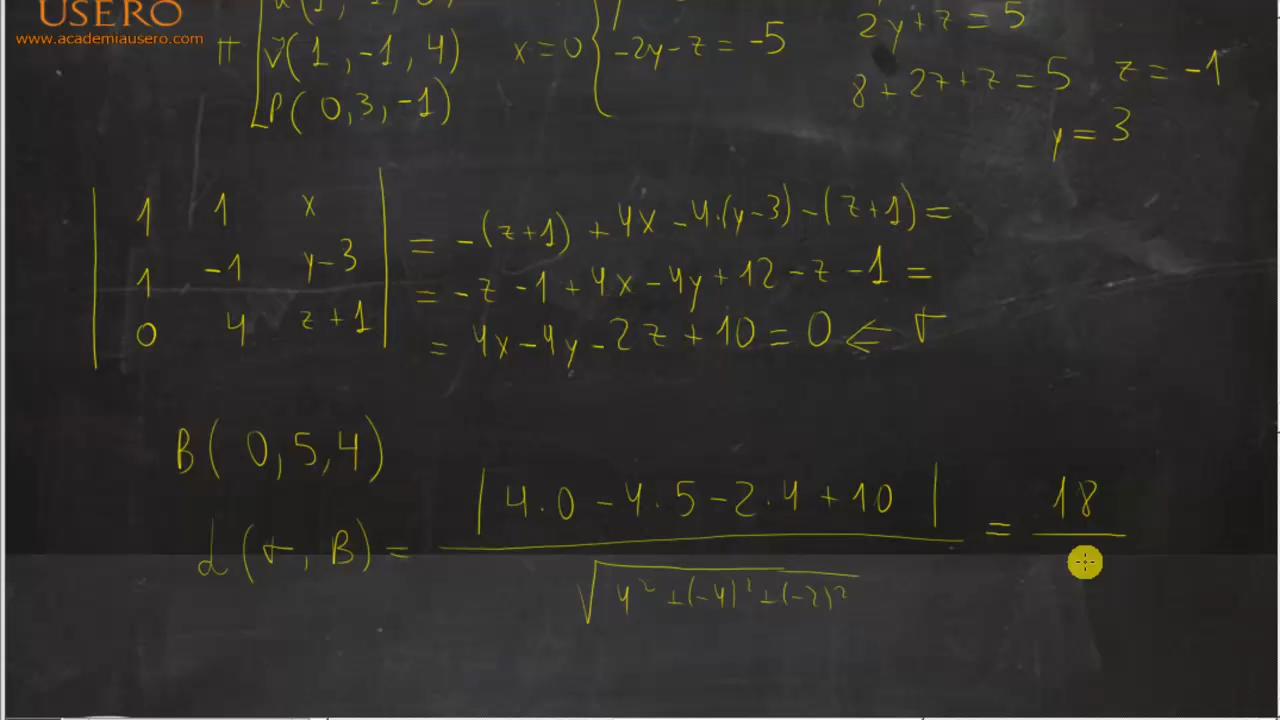 USERO
www.academiausero.com
2y+z=5
π v(1, -1, 4) x=0 -2y-z=-5
8+2z+z=5 z=-1
P(0,3,-1)
y=3
1 1 x
= -(z+1) + 4x -4·(y-3) -(z+1) =
1 -1 y-3
= -z -1 + 4x -4y +12 -z -1 =
0 4 z+1
= 4x-4y-2z+10=0 ⇐ σ
B(0,5,4)
d(σ, B) = |4·0 -4·5 -2·4 +10| / √4²+(-4)²+(-2)² = 18